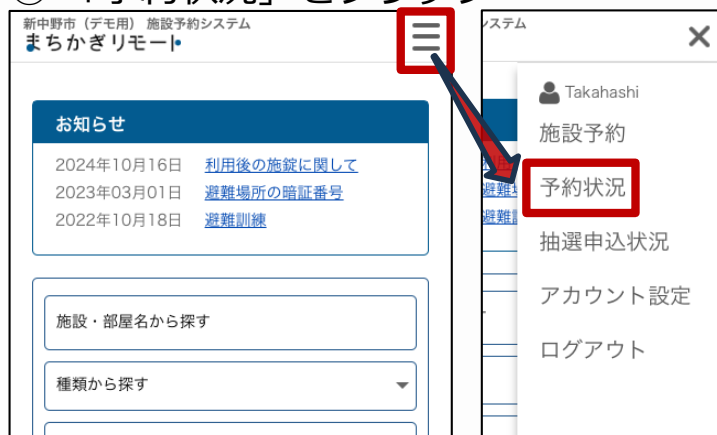 新中野市（デモ用） 施設予約システム
まちかぎリモート
お知らせ
2024年10月16日 利用後の施錠に関して
2023年03月01日 避難場所の暗証番号
2022年10月18日 避難訓練
施設・部屋名から探す
種類から探す
ステム
Takahashi
施設予約
予約状況
抽選申込状況
アカウント設定
ログアウト